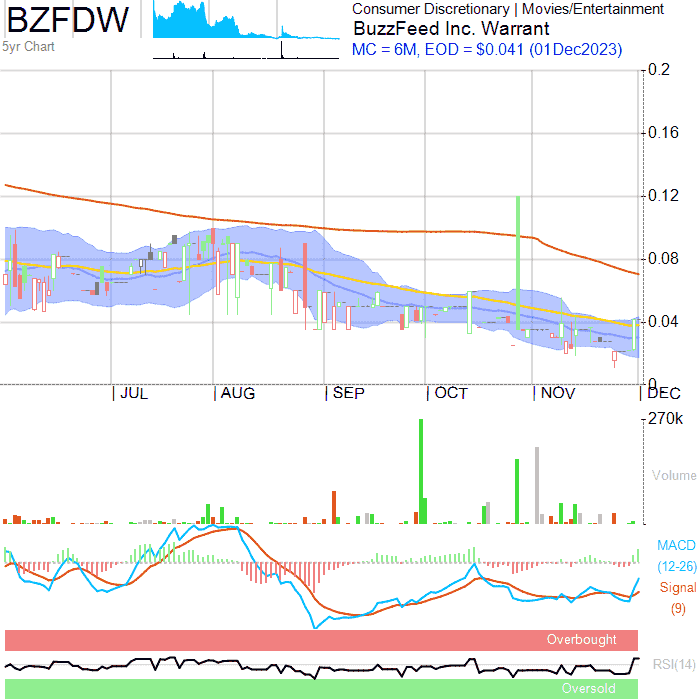 BZFDW
5yr Chart
Consumer Discretionary | Movies/Entertainment
BuzzFeed Inc. Warrant
MC = 6M, EOD = $0.041 (01Dec2023)
0.2
0.16
0.12
0.08
0.04
0
JUL AUG SEP OCT NOV DEC
270k
Volume
MACD
(12-26)
Signal
(9)
Overbought
RSI(14)
Oversold